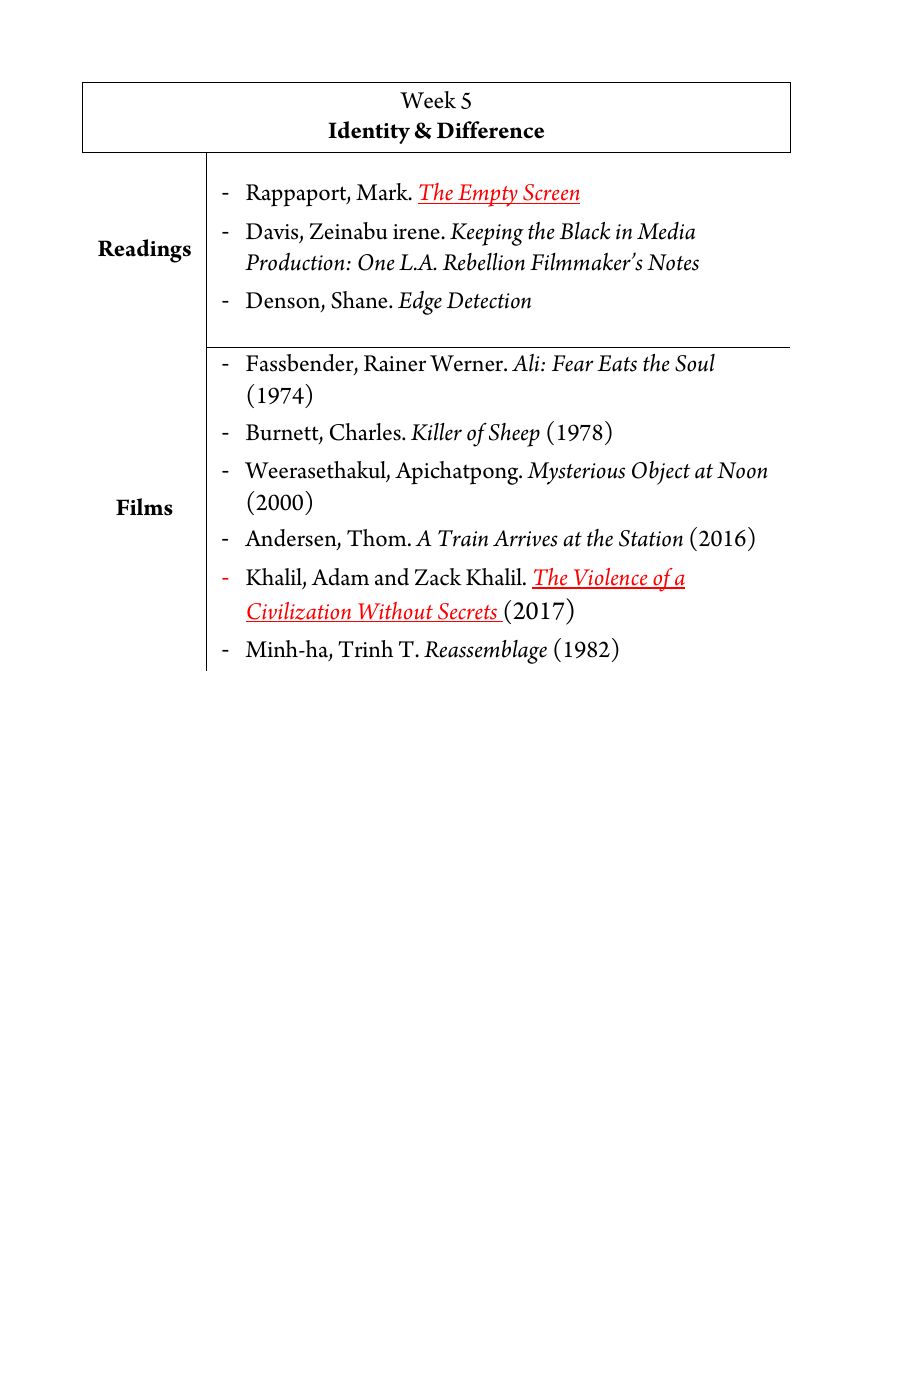 Week 5
Identity & Difference
Readings
- Rappaport, Mark. The Empty Screen
- Davis, Zeinabu irene. Keeping the Black in Media
Production: One L.A. Rebellion Filmmaker’s Notes
- Denson, Shane. Edge Detection
Films
- Fassbender, Rainer Werner. Ali: Fear Eats the Soul
(1974)
- Burnett, Charles. Killer of Sheep (1978)
- Weerasethakul, Apichatpong. Mysterious Object at Noon
(2000)
- Andersen, Thom. A Train Arrives at the Station (2016)
- Khalil, Adam and Zack Khalil. The Violence of a
Civilization Without Secrets (2017)
- Minh-ha, Trinh T. Reassemblage (1982)